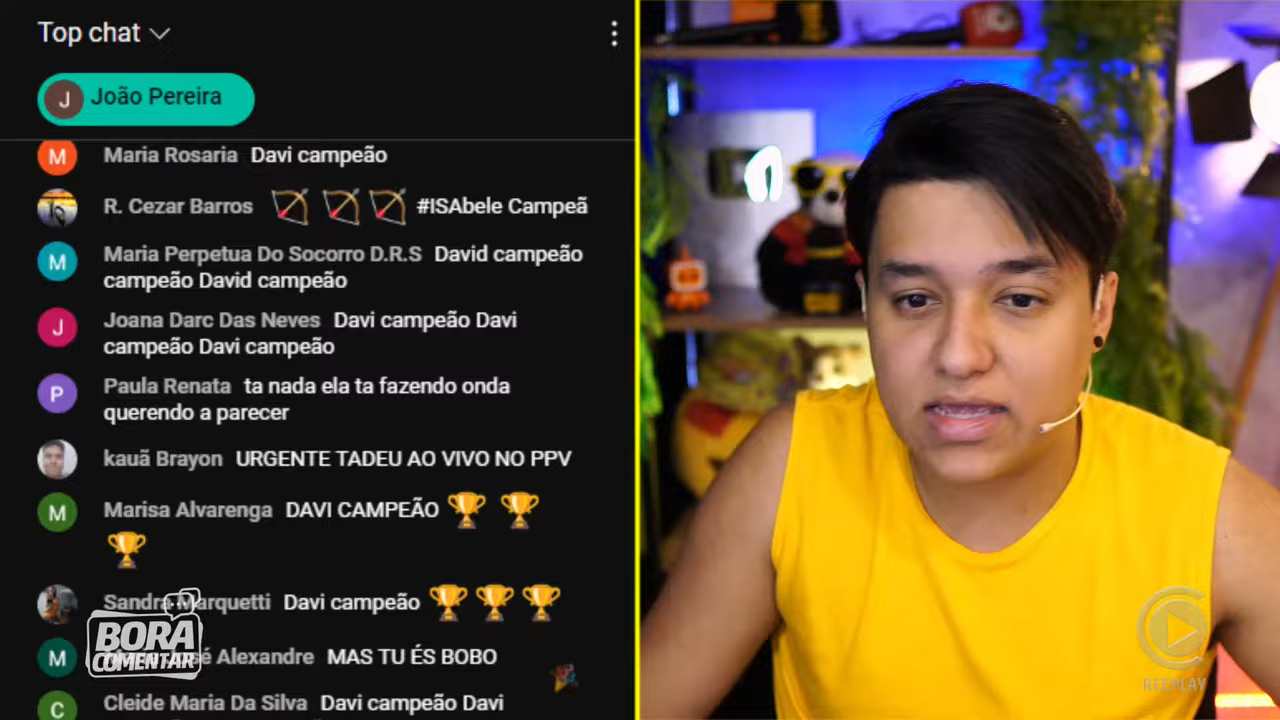 Top chat
J João Pereira
M Maria Rosaria Davi campeão
R. Cezar Barros #ISAbele Campeã
M Maria Perpetua Do Socorro D.R.S David campeão
campeão David campeão
J Joana Darc Das Neves Davi campeão Davi
campeão Davi campeão
P Paula Renata ta nada ela ta fazendo onda
querendo a parecer
kauã Brayon URGENTE TADEU AO VIVO NO PPV
M Marisa Alvarenga DAVI CAMPEÃO
Sandra Marquetti Davi campeão
BORA
COMENTAR
M Alexandre MAS TU ÉS BOBO
C Cleide Maria Da Silva Davi campeão Davi
REEPLAY